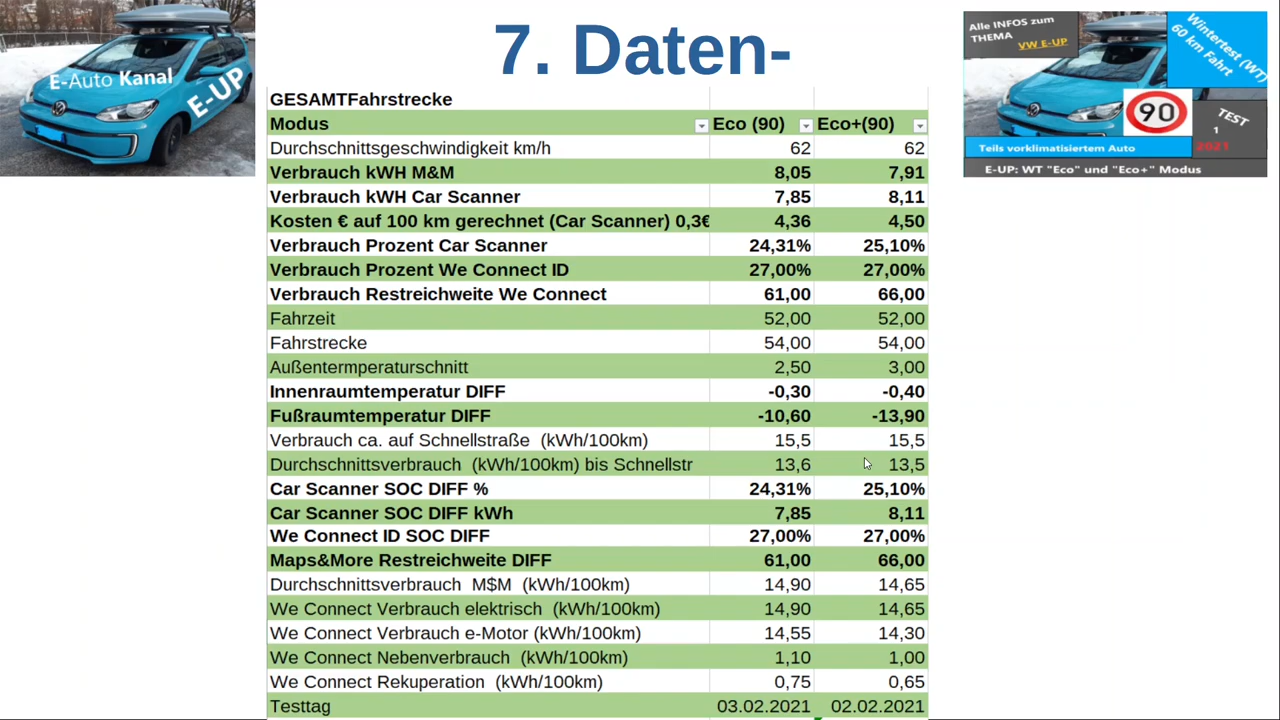 7. Daten-
E-Auto Kanal
E-UP
Alle INFOS zum
THEMA
VW E-UP
Wintertest (WT)
60 km Fahrt
90
TEST
1
2021
Teils vorklimatisiertem Auto
E-UP: WT "Eco" und "Eco+" Modus
GESAMTFahrstrecke
Modus Eco (90) Eco+(90)
Durchschnittsgeschwindigkeit km/h 62 62
Verbrauch kWH M&M 8,05 7,91
Verbrauch kWH Car Scanner 7,85 8,11
Kosten € auf 100 km gerechnet (Car Scanner) 0,3€ 4,36 4,50
Verbrauch Prozent Car Scanner 24,31% 25,10%
Verbrauch Prozent We Connect ID 27,00% 27,00%
Verbrauch Restreichweite We Connect 61,00 66,00
Fahrzeit 52,00 52,00
Fahrstrecke 54,00 54,00
Außentermperaturschnitt 2,50 3,00
Innenraumtemperatur DIFF -0,30 -0,40
Fußraumtemperatur DIFF -10,60 -13,90
Verbrauch ca. auf Schnellstraße (kWh/100km) 15,5 15,5
Durchschnittsverbrauch (kWh/100km) bis Schnellstr 13,6 13,5
Car Scanner SOC DIFF % 24,31% 25,10%
Car Scanner SOC DIFF kWh 7,85 8,11
We Connect ID SOC DIFF 27,00% 27,00%
Maps&More Restreichweite DIFF 61,00 66,00
Durchschnittsverbrauch M$M (kWh/100km) 14,90 14,65
We Connect Verbrauch elektrisch (kWh/100km) 14,90 14,65
We Connect Verbrauch e-Motor (kWh/100km) 14,55 14,30
We Connect Nebenverbrauch (kWh/100km) 1,10 1,00
We Connect Rekuperation (kWh/100km) 0,75 0,65
Testtag 03.02.2021 02.02.2021